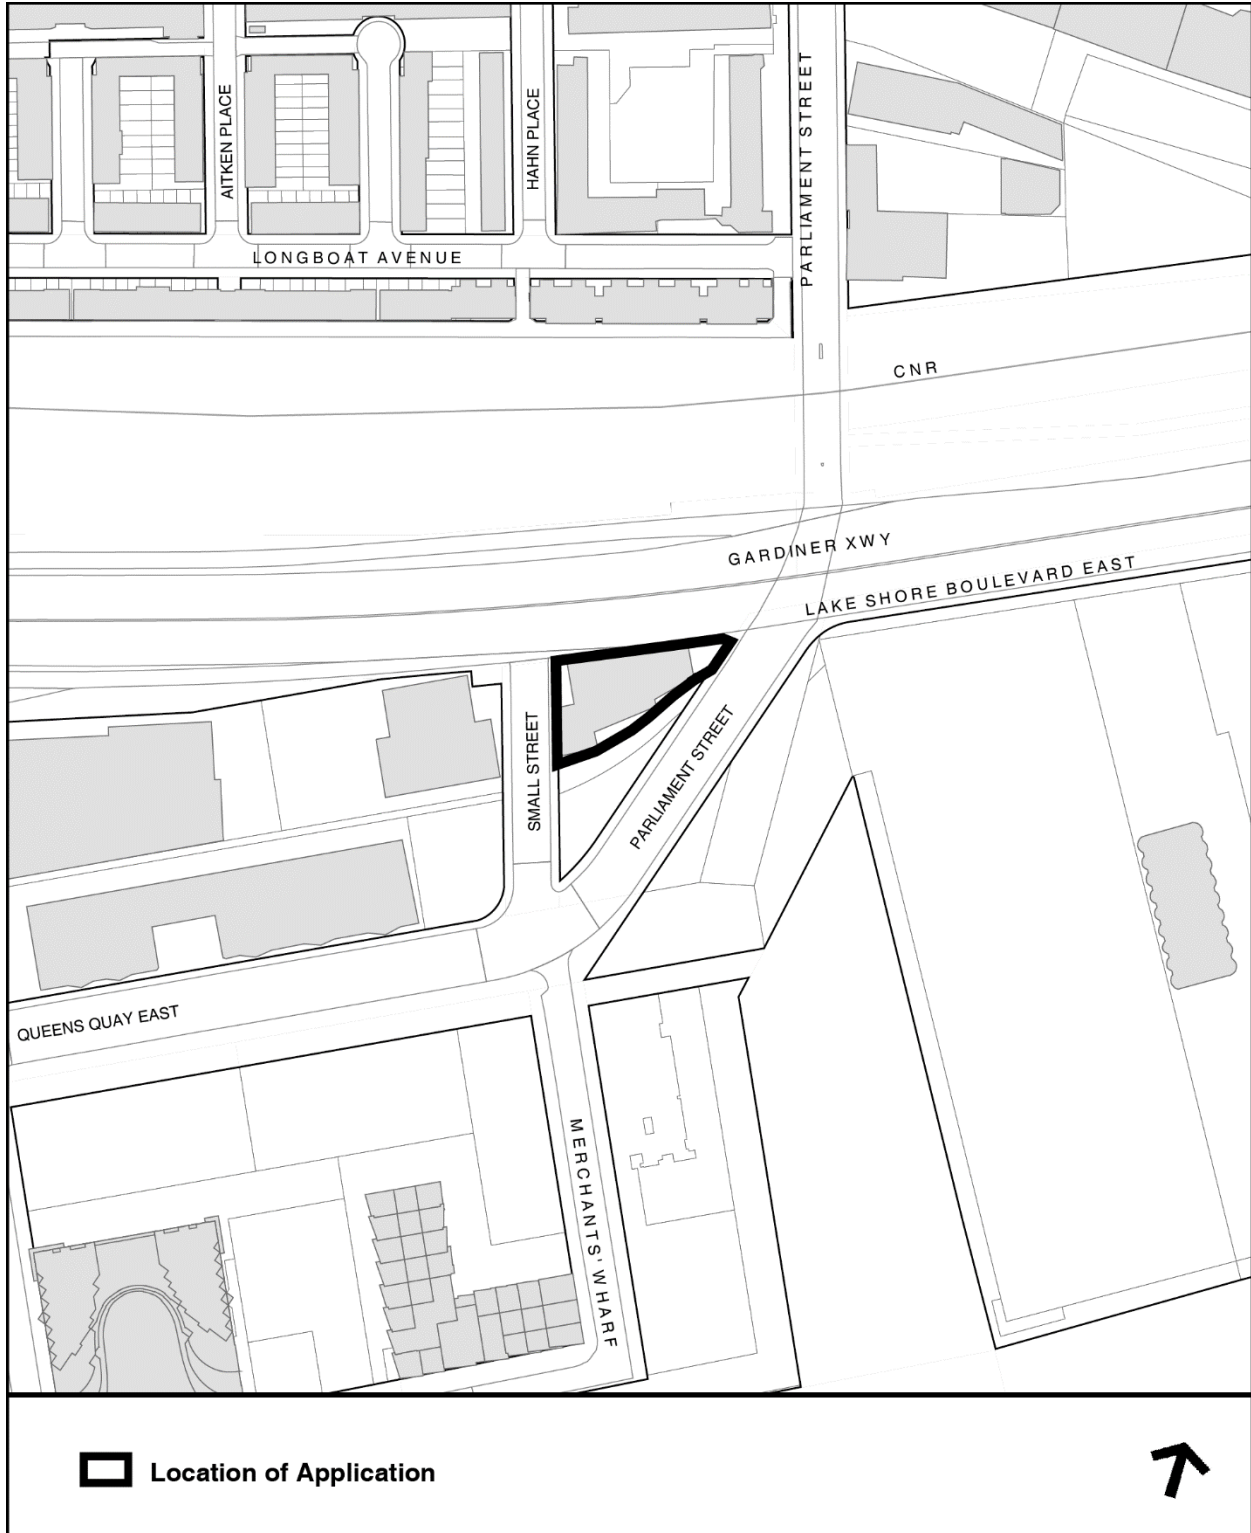 AITKEN PLACE
HAHN PLACE
PARLIAMENT STREET
LONGBOAT AVENUE
CNR
GARDINER XWY
LAKE SHORE BOULEVARD EAST
SMALL STREET
PARLIAMENT STREET
QUEENS QUAY EAST
MERCHANTS' WHARF
Location of Application